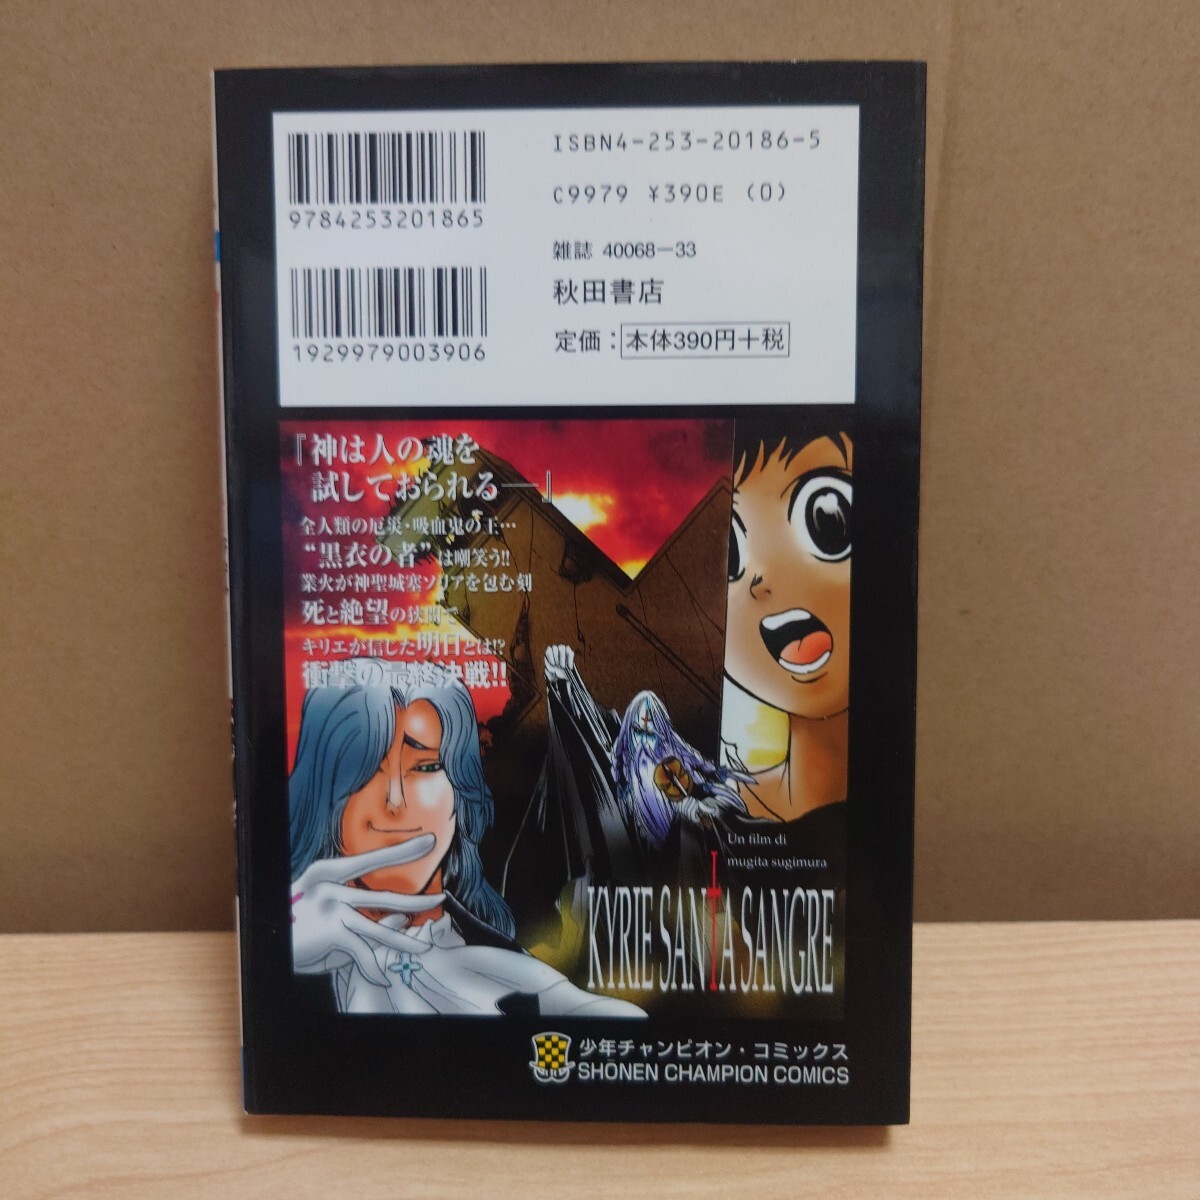 ISBN4-253-20186-5
C9979 ¥390E (0)
9784253201865
雑誌 40068-33
秋田書店
定価：本体390円+税
1929979003906
『神は人の魂を
試しておられる──』
全人類の厄災・吸血鬼の王…
“黒衣の者”は嘲笑う!!
業火が神聖城塞ソリアを包む刻
死と絶望の狭間で
キリエが信じた明日とは!?
衝撃の最終決戦!!
Un film di
mugita sugimura
KYRIE SANTA SANGRE
少年チャンピオン・コミックス
SHŌNEN CHAMPION COMICS